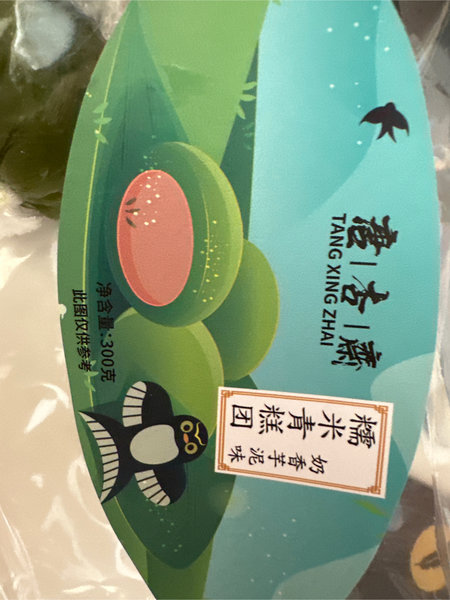 唐杏斋
TANG XING ZHAI
糯米青糕团
奶香芋泥味
净含量:300克
此图仅供参考